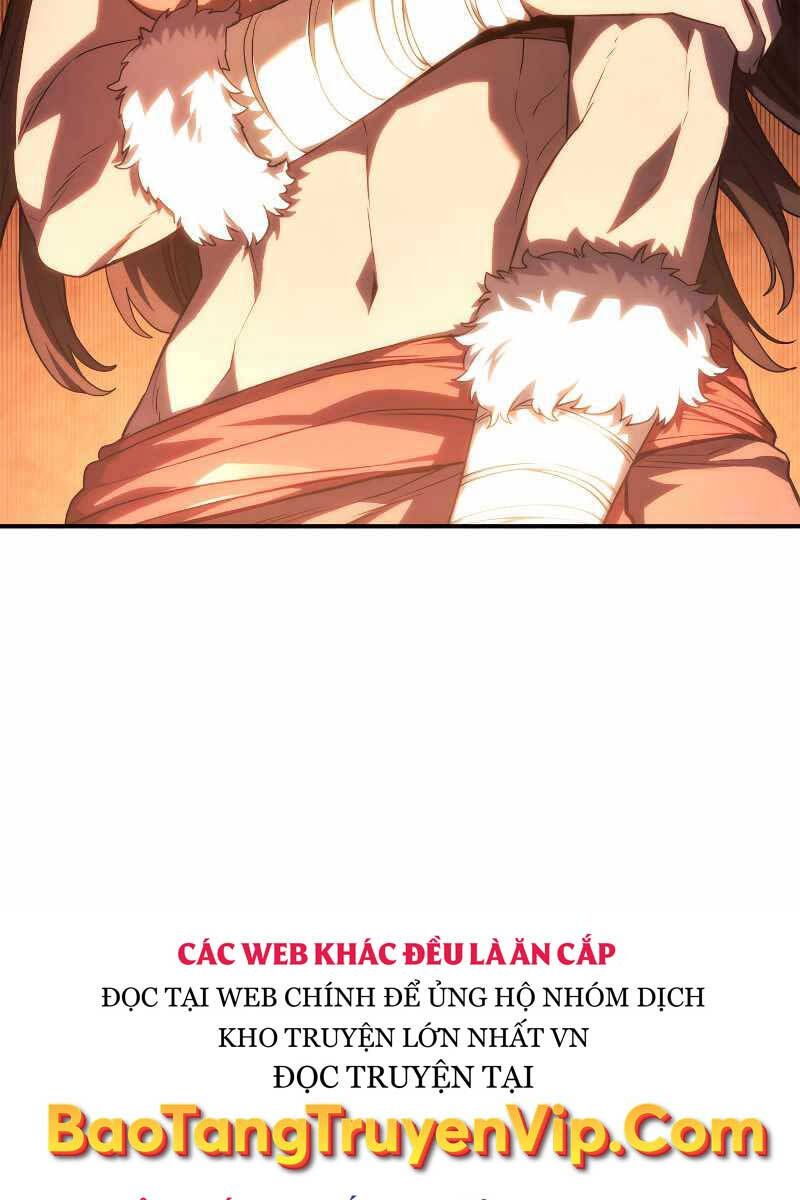 CÁC WEB KHÁC ĐỀU LÀ ĂN CẮP
ĐỌC TẠI WEB CHÍNH ĐỂ ỦNG HỘ NHÓM DỊCH
KHO TRUYỆN LỚN NHẤT VN
ĐỌC TRUYỆN TẠI
BaoTangTruyenVip.Com